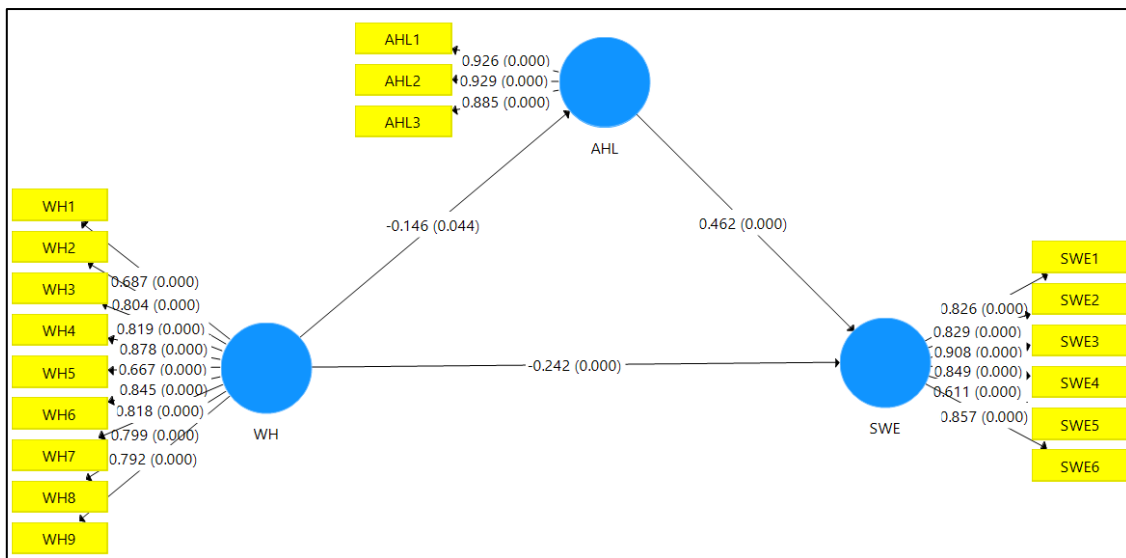 AHL1
AHL2
AHL3
0.926 (0.000)
0.929 (0.000)
0.885 (0.000)
AHL
-0.146 (0.044)
0.462 (0.000)
WH1
WH2
WH3
WH4
WH5
WH6
WH7
WH8
WH9
0.687 (0.000)
0.804 (0.000)
0.819 (0.000)
0.878 (0.000)
0.667 (0.000)
0.845 (0.000)
0.818 (0.000)
0.799 (0.000)
0.792 (0.000)
WH
-0.242 (0.000)
SWE
0.826 (0.000)
0.829 (0.000)
0.908 (0.000)
0.849 (0.000)
0.611 (0.000)
0.857 (0.000)
SWE1
SWE2
SWE3
SWE4
SWE5
SWE6